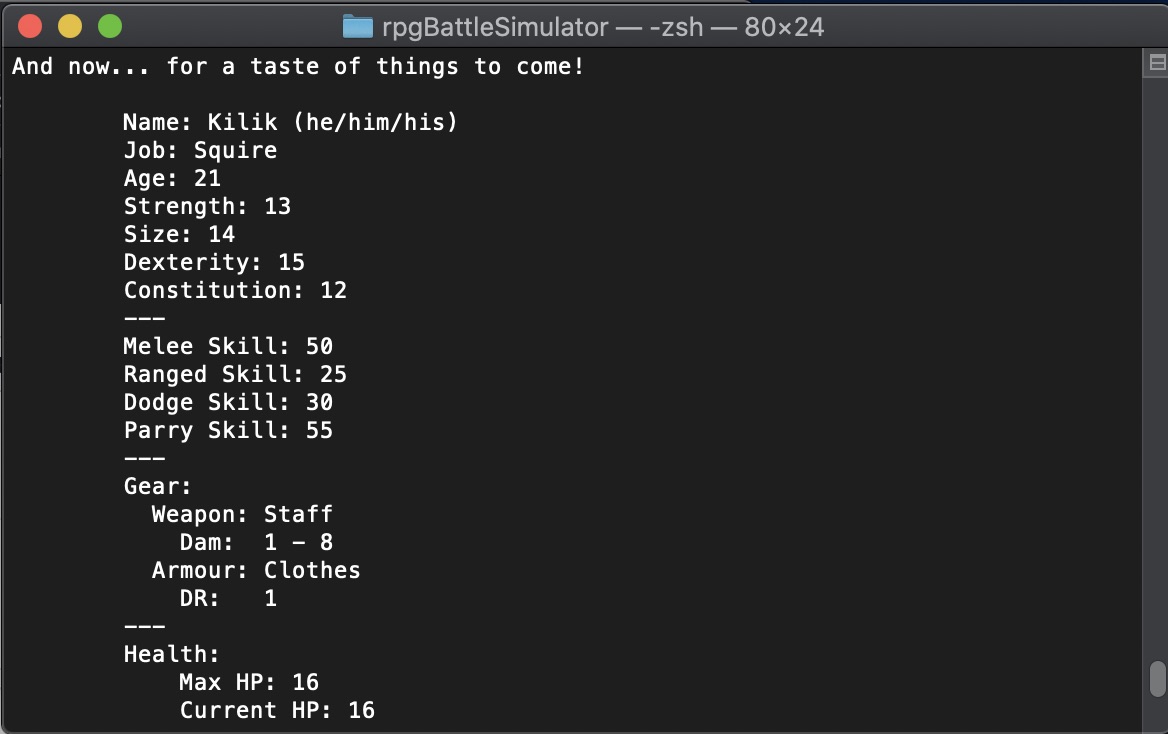 rpgBattleSimulator — -zsh — 80×24
And now... for a taste of things to come!
Name: Kilik (he/him/his)
Job: Squire
Age: 21
Strength: 13
Size: 14
Dexterity: 15
Constitution: 12
---
Melee Skill: 50
Ranged Skill: 25
Dodge Skill: 30
Parry Skill: 55
---
Gear:
Weapon: Staff
Dam:  1 - 8
Armour: Clothes
DR:   1
---
Health:
Max HP: 16
Current HP: 16